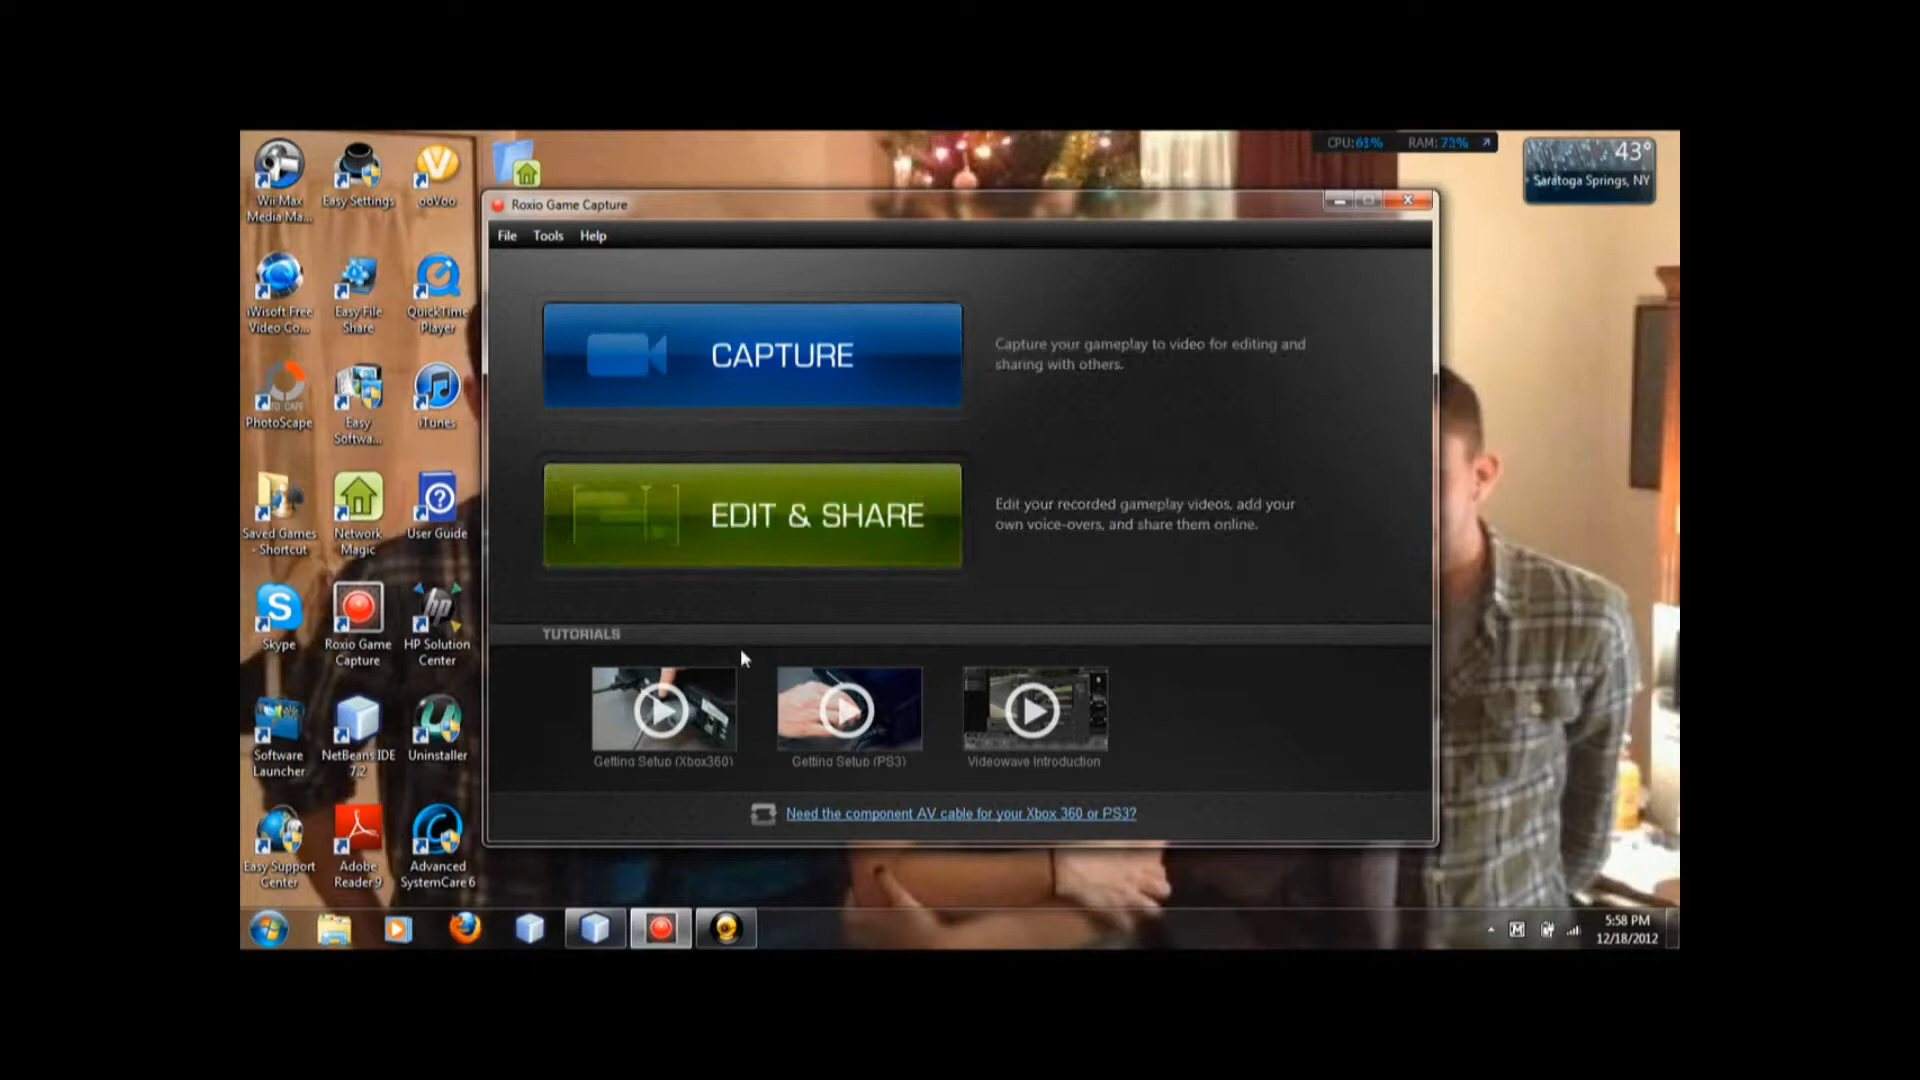 CPU:61% RAM:73%
43°
Saratoga Springs, NY
Wii Max
Media Ma...
Easy Settings
ooVoo
Roxio Game Capture
File Tools Help
iWisoft Free
Video Co...
Easy File
Share
QuickTime
Player
CAPTURE
Capture your gameplay to video for editing and
sharing with others.
PhotoScape
Easy
Softwa...
iTunes
EDIT & SHARE
Edit your recorded gameplay videos, add your
own voice-overs, and share them online.
Saved Games
- Shortcut
Network
Magic
User Guide
Skype
Roxio Game
Capture
HP Solution
Center
TUTORIALS
Getting Setup (Xbox360)
Getting Setup (PS3)
Videowave Introduction
Software
Launcher
NetBeans IDE
7.2
Uninstaller
Need the component AV cable for your Xbox 360 or PS3?
Easy Support
Center
Adobe
Reader 9
Advanced
SystemCare 6
5:58 PM
12/18/2012